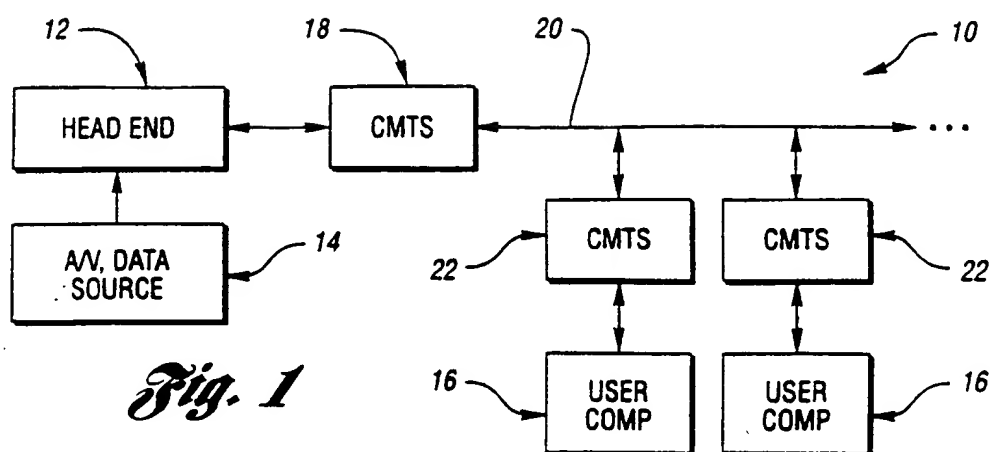 12
18
20
10
HEAD END
CMTS
...
A/V, DATA
SOURCE
14
22
CMTS
CMTS
22
Fig. 1
16
USER
COMP
USER
COMP
16